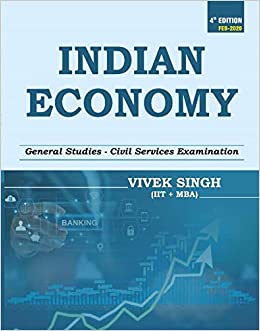 4th EDITION
FEB-2020
INDIAN
ECONOMY
General Studies - Civil Services Examination
VIVEK SINGH
(IIT + MBA)
BANKING